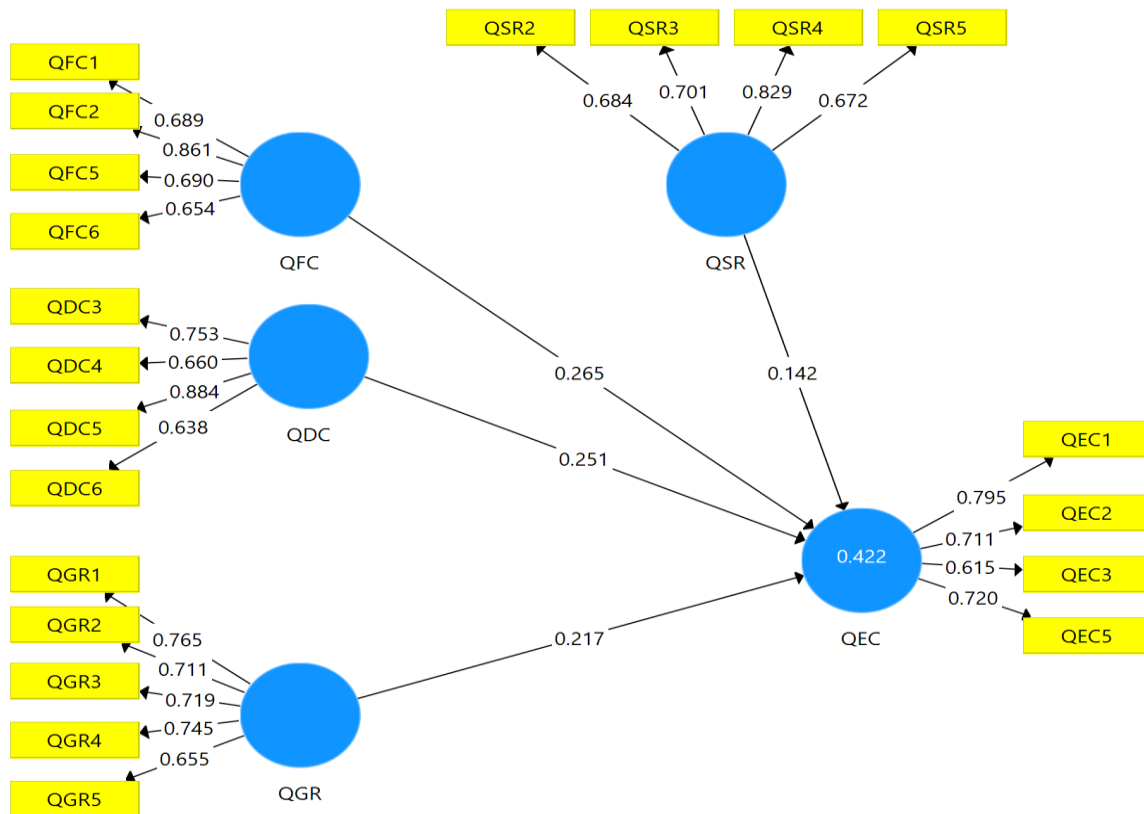 QSR2 QSR3 QSR4 QSR5
0.684 0.701 0.829 0.672
QSR
QFC1
QFC2
QFC5
QFC6
0.689
0.861
0.690
0.654
QFC
QDC3
QDC4
QDC5
QDC6
0.753
0.660
0.884
0.638
QDC
QGR1
QGR2
QGR3
QGR4
QGR5
0.765
0.711
0.719
0.745
0.655
QGR
0.265
0.142
0.251
0.217
0.422
QEC
0.795
0.711
0.615
0.720
QEC1
QEC2
QEC3
QEC5